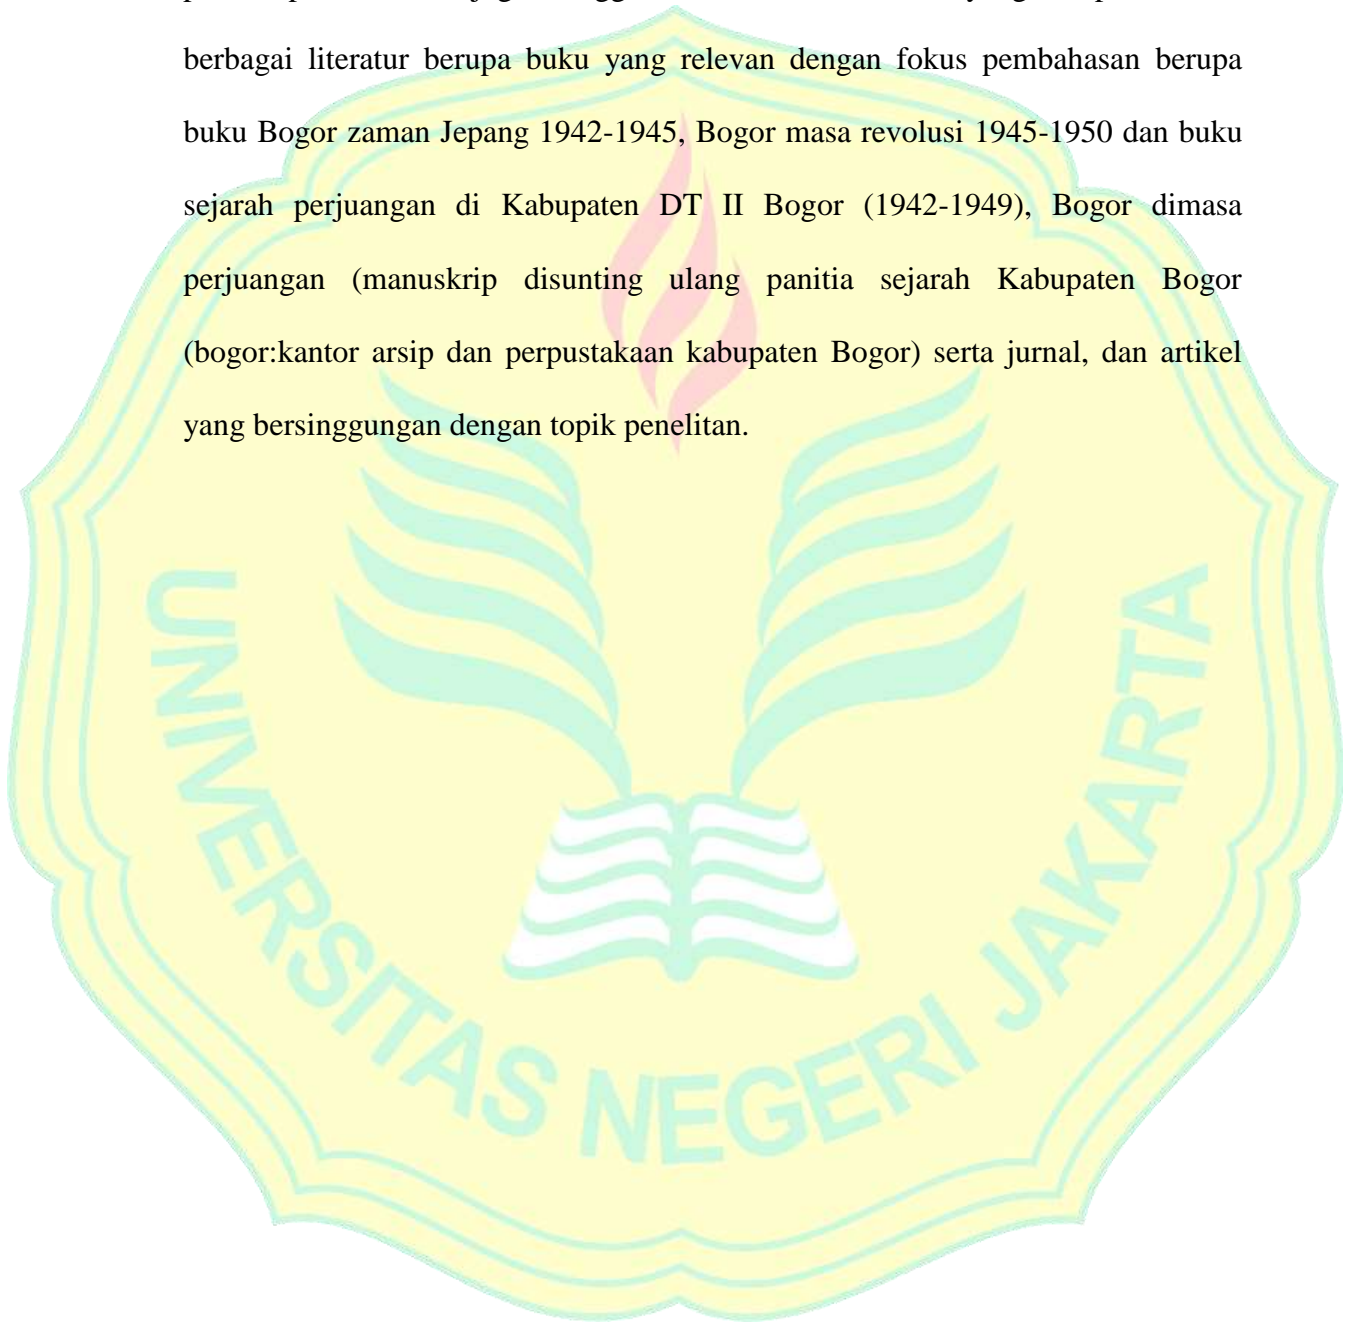 berbagai literatur berupa buku yang relevan dengan fokus pembahasan berupa
buku Bogor zaman Jepang 1942-1945, Bogor masa revolusi 1945-1950 dan buku
sejarah perjuangan di Kabupaten DT II Bogor (1942-1949), Bogor dimasa
perjuangan (manuskrip disunting ulang panitia sejarah Kabupaten Bogor
(bogor:kantor arsip dan perpustakaan kabupaten Bogor) serta jurnal, dan artikel
yang bersinggungan dengan topik penelitan.
UNIVERSITAS NEGERI JAKARTA